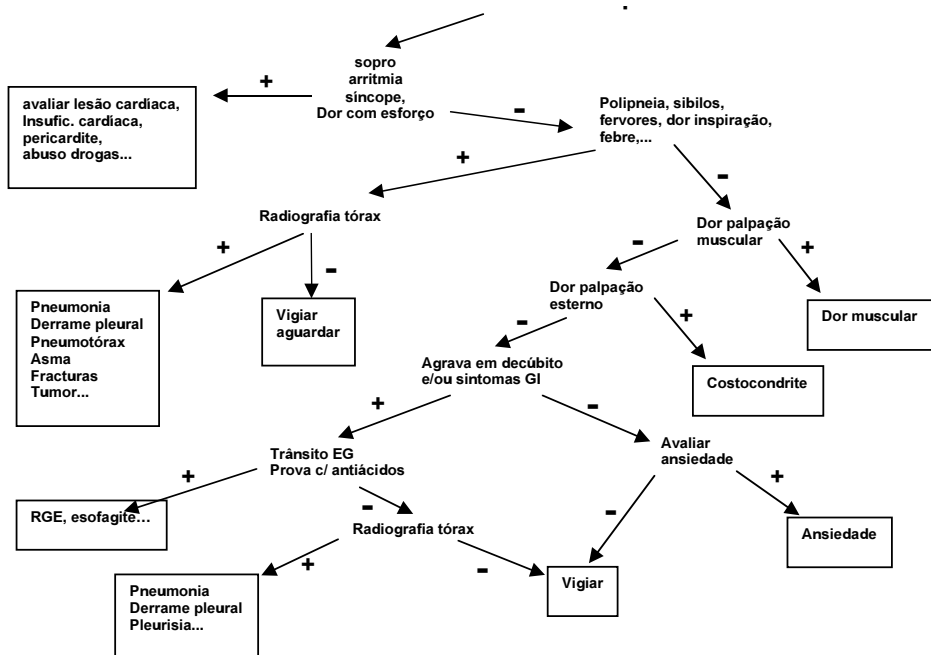 sopro
arritmia
síncope,
Dor com esforço
+
-
avaliar lesão cardíaca,
Insufic. cardíaca,
pericardite,
abuso drogas...
Polipneia, sibilos,
fervores, dor inspiração,
febre,...
+
-
Radiografia tórax
Dor palpação
muscular
+
-
-
+
Pneumonia
Derrame pleural
Pneumotórax
Asma
Fracturas
Tumor...
Vigiar
aguardar
Dor palpação
esterno
Dor muscular
-
+
Agrava em decúbito
e/ou sintomas GI
Costocondrite
+
-
Trânsito EG
Prova c/ antiácidos
Avaliar
ansiedade
+
-
-
+
RGE, esofagite...
Radiografia tórax
Ansiedade
+
-
Pneumonia
Derrame pleural
Pleurisia...
Vigiar